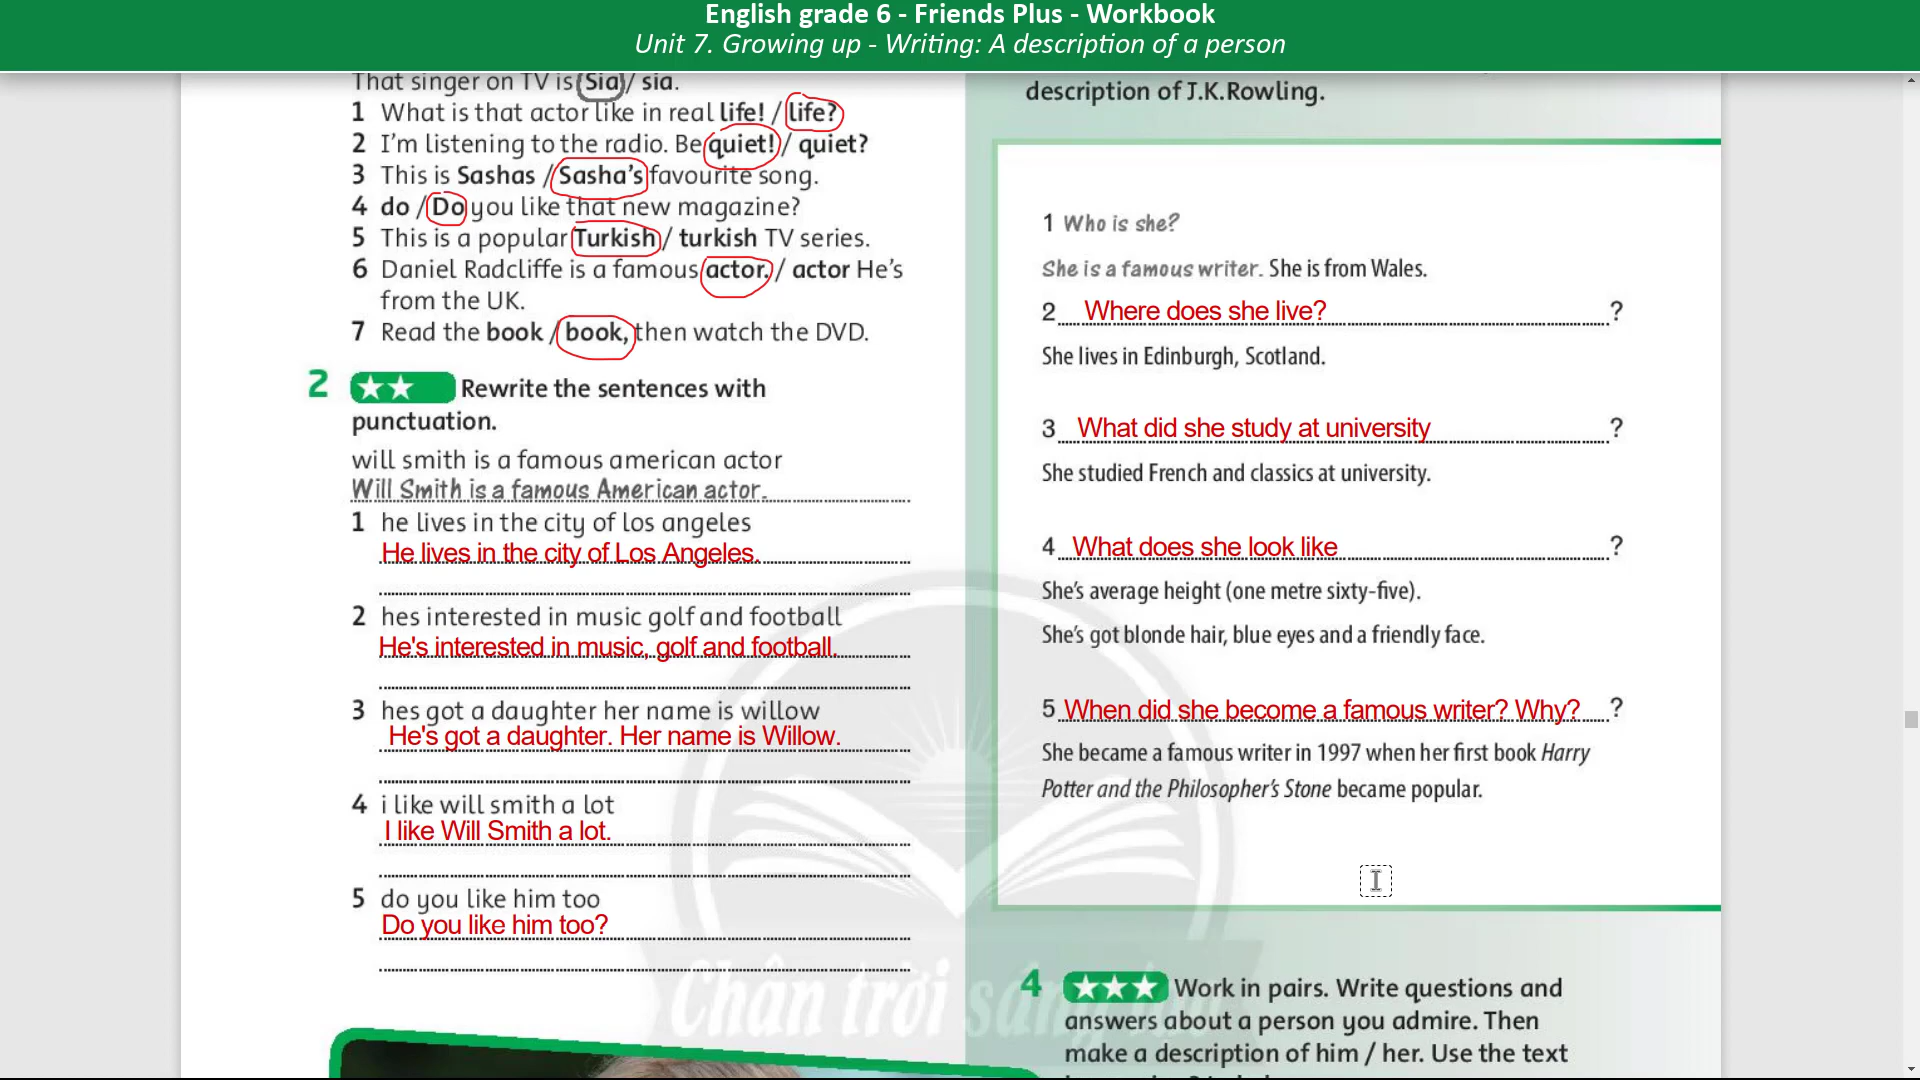 English grade 6 - Friends Plus - Workbook
Unit 7. Growing up - Writing: A description of a person
That singer on TV is Sia / sia.
1 What is that actor like in real life! / life?
2 I'm listening to the radio. Be quiet! / quiet?
3 This is Sashas / Sasha's favourite song.
4 do / Do you like that new magazine?
5 This is a popular Turkish / turkish TV series.
6 Daniel Radcliffe is a famous actor. / actor He's
from the UK.
7 Read the book / book, then watch the DVD.
2 ★★ Rewrite the sentences with
punctuation.
will smith is a famous american actor
Will Smith is a famous American actor.
1 he lives in the city of los angeles
He lives in the city of Los Angeles.
2 hes interested in music golf and football
He's interested in music, golf and football.
3 hes got a daughter her name is willow
He's got a daughter. Her name is Willow.
4 i like will smith a lot
I like Will Smith a lot.
5 do you like him too
Do you like him too?
description of J.K.Rowling.
1 Who is she?
She is a famous writer. She is from Wales.
2 Where does she live? ?
She lives in Edinburgh, Scotland.
3 What did she study at university ?
She studied French and classics at university.
4 What does she look like ?
She's average height (one metre sixty-five).
She's got blonde hair, blue eyes and a friendly face.
5 When did she become a famous writer? Why? ?
She became a famous writer in 1997 when her first book Harry
Potter and the Philosopher's Stone became popular.
Chân trời sáng
4 ★★★ Work in pairs. Write questions and
answers about a person you admire. Then
make a description of him / her. Use the text